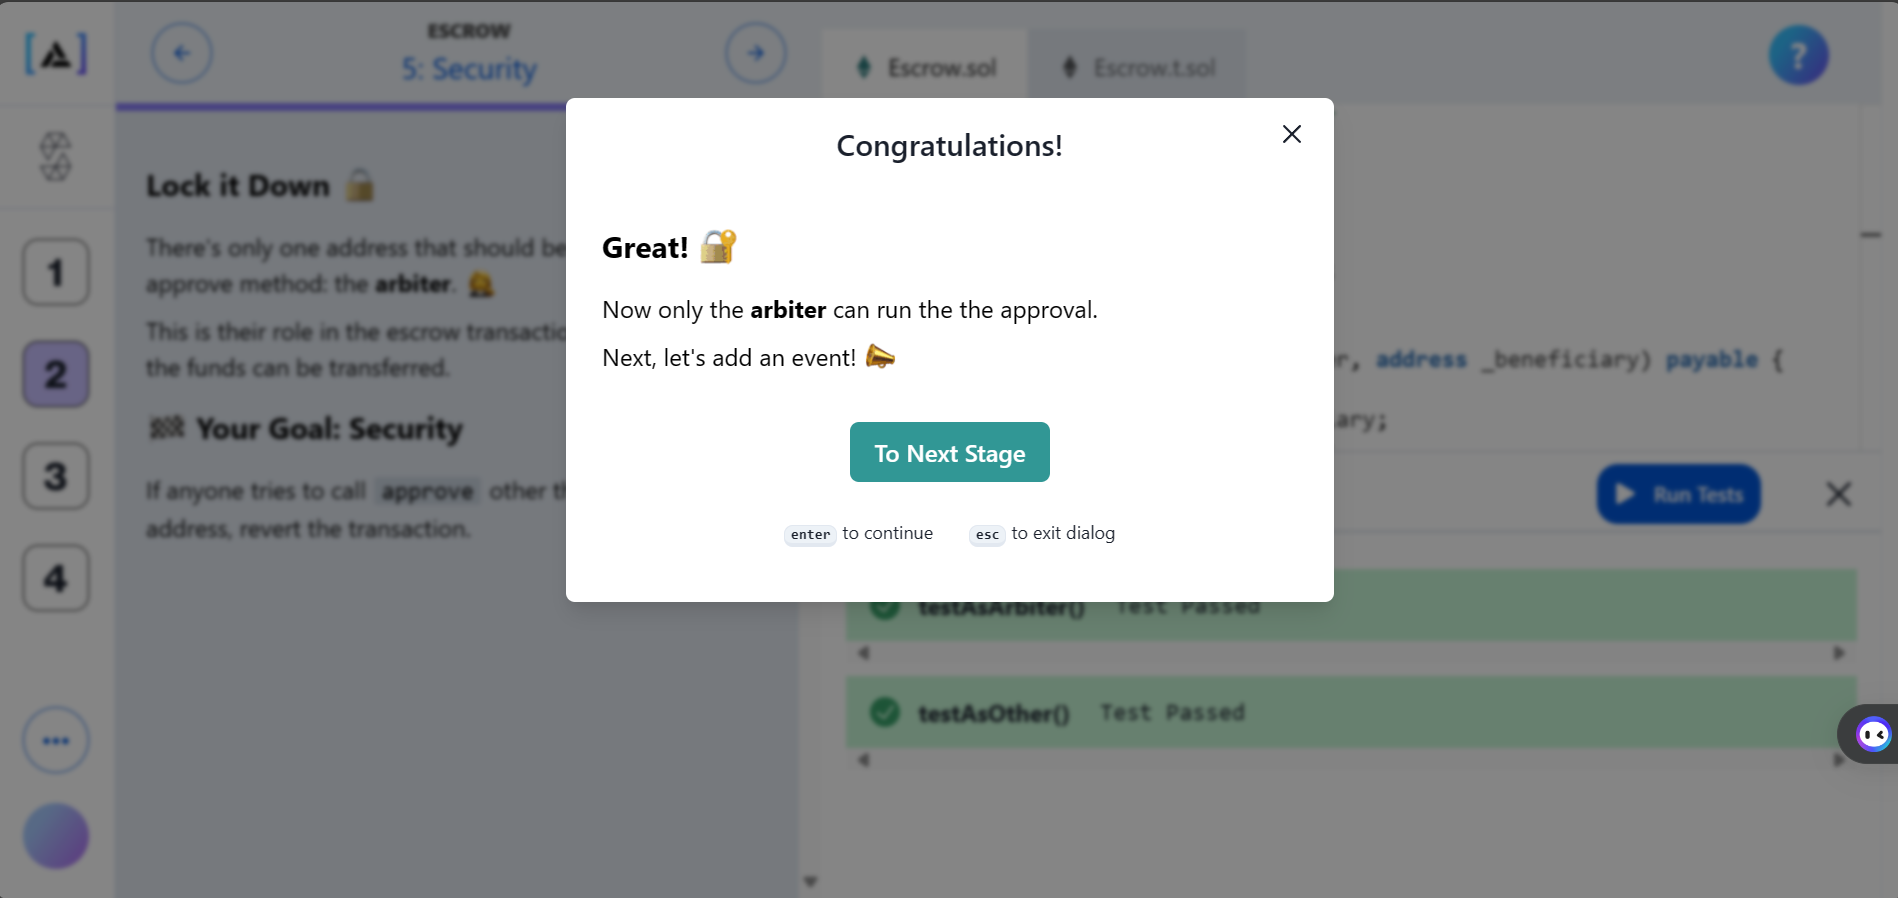 ESCROW
5: Security
Escrow.sol
Escrow.t.sol
?
Lock it Down 🔒
There's only one address that should be
approve method: the arbiter.
This is their role in the escrow transactio
the funds can be transferred.
🏁 Your Goal: Security
If anyone tries to call approve other th
address, revert the transaction.
1
2
3
4
Congratulations!
Great! 🔐
Now only the arbiter can run the the approval.
Next, let's add an event! 📣
To Next Stage
enter to continue
esc to exit dialog
r, address _beneficiary) payable {
ary;
Run Tests
testAsArbiter() Test Passed
testAsOther() Test Passed